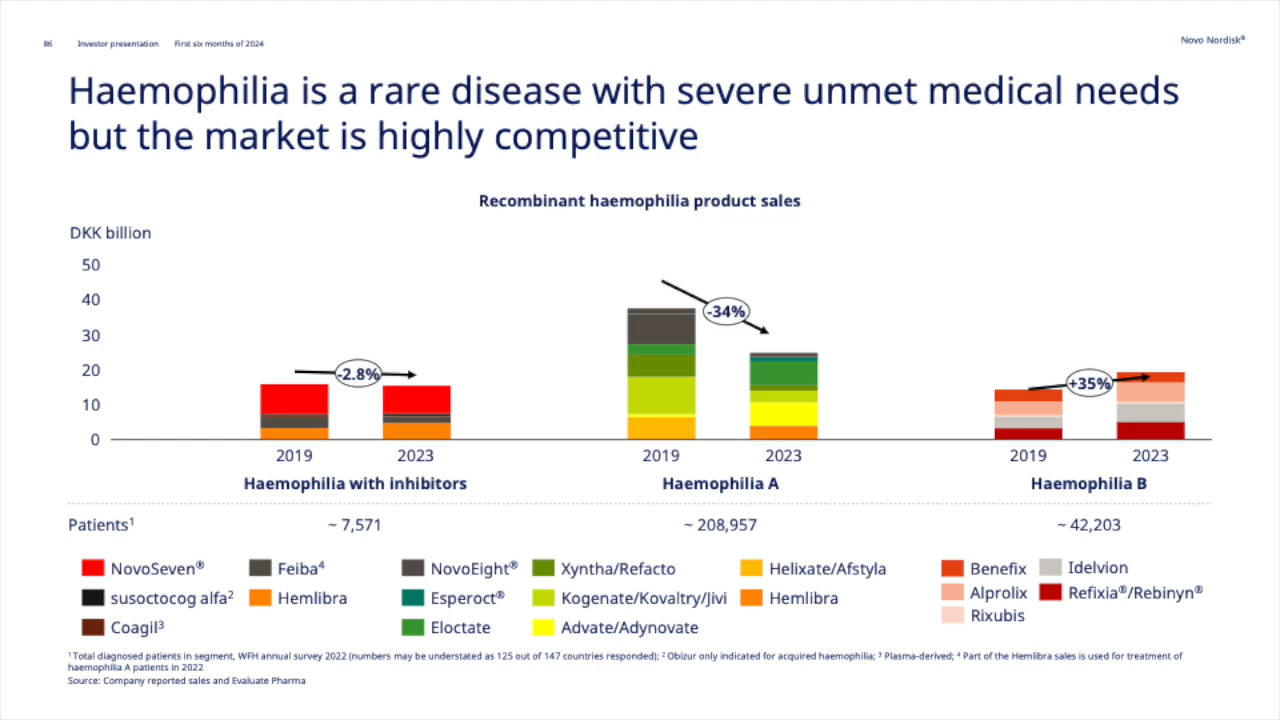 86 Investor presentation First six months of 2024
Novo Nordisk®
Haemophilia is a rare disease with severe unmet medical needs
but the market is highly competitive
Recombinant haemophilia product sales
DKK billion
50
40
30
20
10
0
-2.8%
-34%
+35%
2019 2023 2019 2023 2019 2023
Haemophilia with inhibitors Haemophilia A Haemophilia B
Patients¹ ~ 7,571 ~ 208,957 ~ 42,203
NovoSeven® Feiba⁴ NovoEight® Xyntha/Refacto Helixate/Afstyla Benefix Idelvion
susoctocog alfa² Hemlibra Esperoct® Kogenate/Kovaltry/Jivi Hemlibra Alprolix Refixia®/Rebinyn®
Coagil³ Eloctate Advate/Adynovate Rixubis
¹ Total diagnosed patients in segment, WFH annual survey 2022 (numbers may be understated as 125 out of 147 countries responded); ² Obizur only indicated for acquired haemophilia; ³ Plasma-derived; ⁴ Part of the Hemlibra sales is used for treatment of
haemophilia A patients in 2022
Source: Company reported sales and Evaluate Pharma